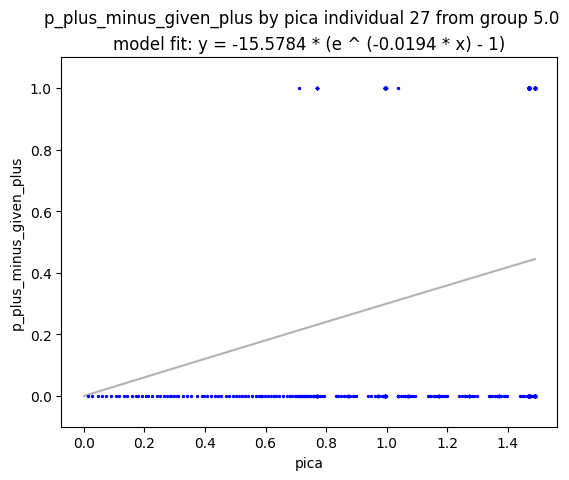 p_plus_minus_given_plus by pica individual 27 from group 5.0
model fit: y = -15.5784 * (e ^ (-0.0194 * x) - 1)
1.0
0.8
0.6
0.4
0.2
0.0
p_plus_minus_given_plus
0.0 0.2 0.4 0.6 0.8 1.0 1.2 1.4
pica